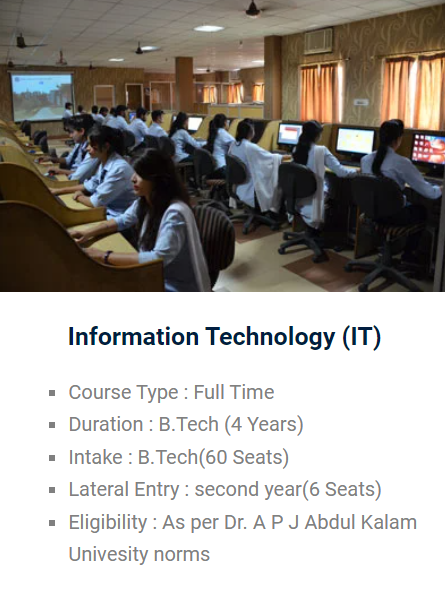 Information Technology (IT)
Course Type : Full Time
Duration : B.Tech (4 Years)
Intake : B.Tech(60 Seats)
Lateral Entry : second year(6 Seats)
Eligibility : As per Dr. A P J Abdul Kalam
Univesity norms